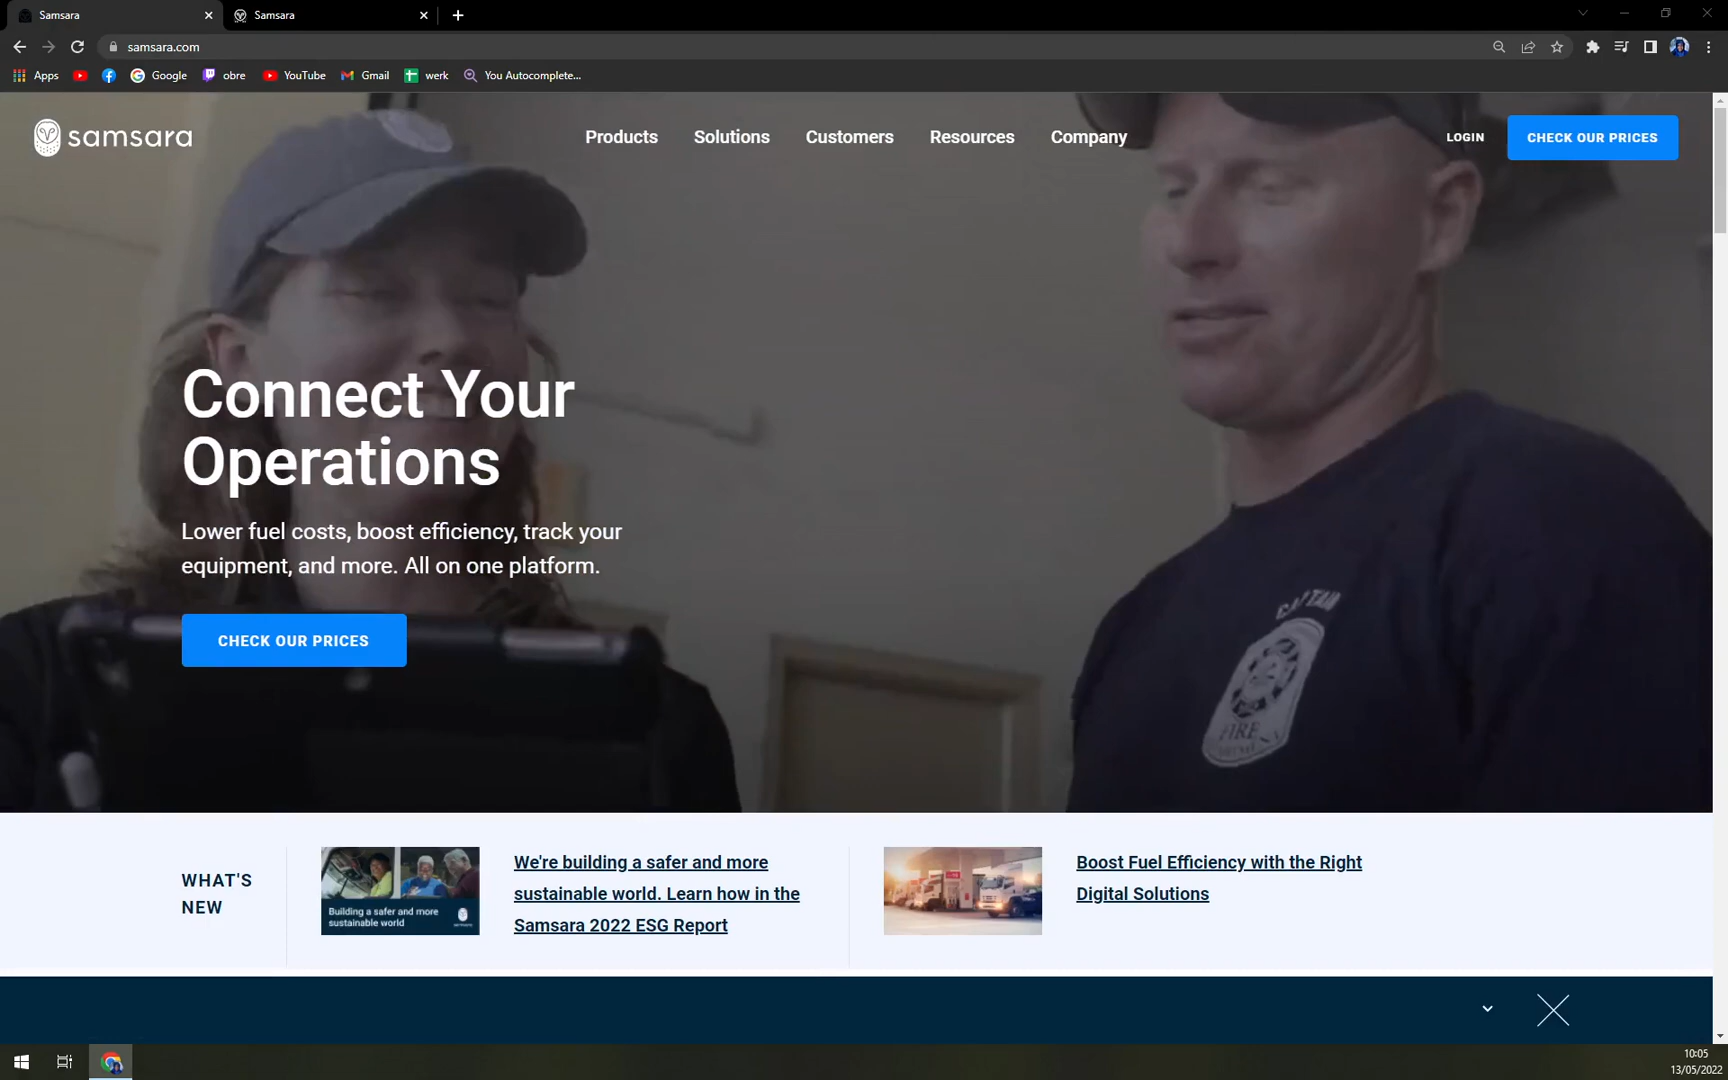 Samsara
Samsara
samsara.com
Apps
Google
obre
YouTube
Gmail
werk
You Autocomplete...
samsara
Products
Solutions
Customers
Resources
Company
LOGIN
CHECK OUR PRICES
Connect Your
Operations
Lower fuel costs, boost efficiency, track your
equipment, and more. All on one platform.
CHECK OUR PRICES
CAPTAIN
FIRE
WHAT'S
NEW
Building a safer and more
sustainable world
We're building a safer and more
sustainable world. Learn how in the
Samsara 2022 ESG Report
Boost Fuel Efficiency with the Right
Digital Solutions
10:05
13/05/2022